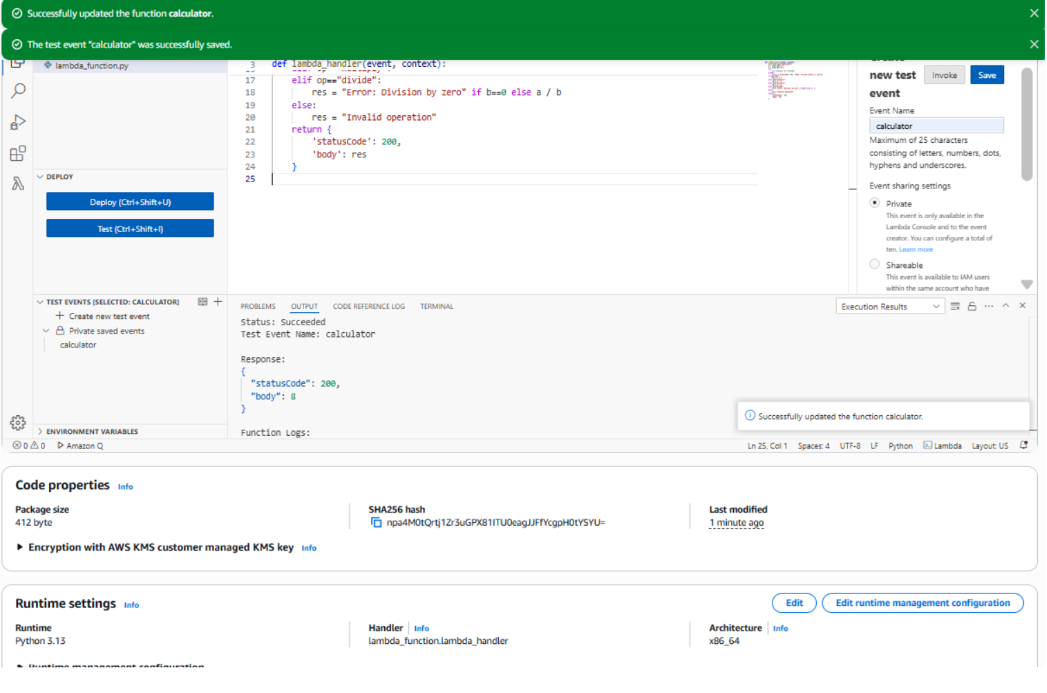 Successfully updated the function calculator.
The test event "calculator" was successfully saved.
lambda_function.py
3 def lambda_handler(event, context):
17 elif op=="divide":
18 res = "Error: Division by zero" if b==0 else a / b
19 else:
20 res = "Invalid operation"
21 return {
22 'statusCode': 200,
23 'body': res
24 }
25
new test
event
Invoke
Save
Event Name
calculator
Maximum of 25 characters
consisting of letters, numbers, dots,
hyphens and underscores.
Event sharing settings
Private
This event is only available in the
Lambda Console and to the event
creator. You can configure a total of
ten. Learn more
Shareable
This event is available to IAM users
within the same account who have
DEPLOY
Deploy (Ctrl+Shift+U)
Test (Ctrl+Shift+I)
TEST EVENTS [SELECTED: CALCULATOR]
Create new test event
Private saved events
calculator
ENVIRONMENT VARIABLES
PROBLEMS OUTPUT CODE REFERENCE LOG TERMINAL
Execution Results
Status: Succeeded
Test Event Name: calculator
Response:
{
"statusCode": 200,
"body": 8
}
Function Logs:
Successfully updated the function calculator.
0 0 Amazon Q
Ln 25, Col 1 Spaces: 4 UTF-8 LF Python Lambda Layout: US
Code properties Info
Package size
412 byte
SHA256 hash
npa4M0tQrtj1Zr3uGPX81ITU0eagJJFfYcgpH0tYSYU=
Last modified
1 minute ago
Encryption with AWS KMS customer managed KMS key Info
Runtime settings Info
Edit
Edit runtime management configuration
Runtime
Python 3.13
Handler Info
lambda_function.lambda_handler
Architecture Info
x86_64
Runtime management configuration